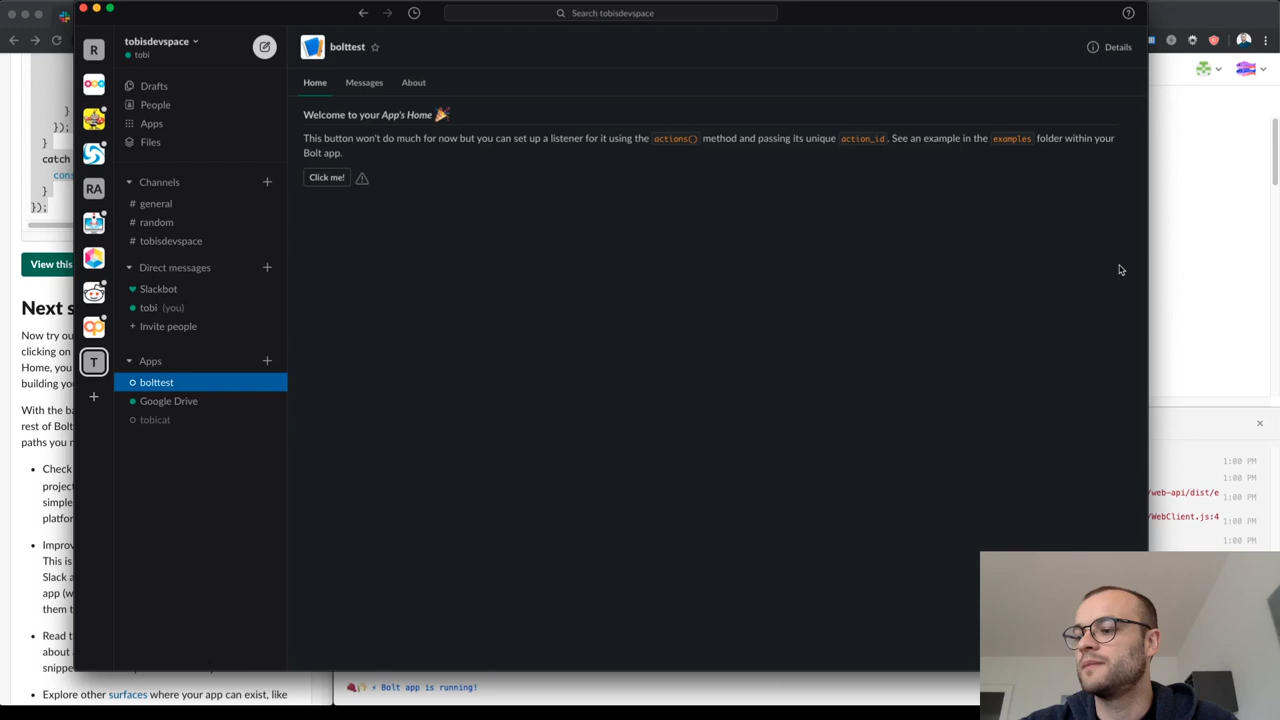 Search tobisdevspace
tobisdevspace
tobi
R
RA
T
+
Drafts
People
Apps
Files
Channels +
# general
# random
# tobisdevspace
Direct messages +
Slackbot
tobi (you)
+ Invite people
Apps +
bolttest
Google Drive
tobicat
bolttest
Details
Home Messages About
Welcome to your App's Home
This button won't do much for now but you can set up a listener for it using the actions() method and passing its unique action_id. See an example in the examples folder within your
Bolt app.
Click me!
}
});
}
catch
cons
}
});
View this
Next s
Now try ou
clicking on
Home, you
building you
With the ba
rest of Bolt
paths you m
Check
project
simple
platfor
Improv
This is
Slack a
app (w
them t
Read t
about
snippe
Explore other surfaces where your app can exist, like
1:00 PM
1:00 PM
/web-api/dist/e 1:00 PM
/WebClient.js:4 1:00 PM
1:00 PM
Bolt app is running!